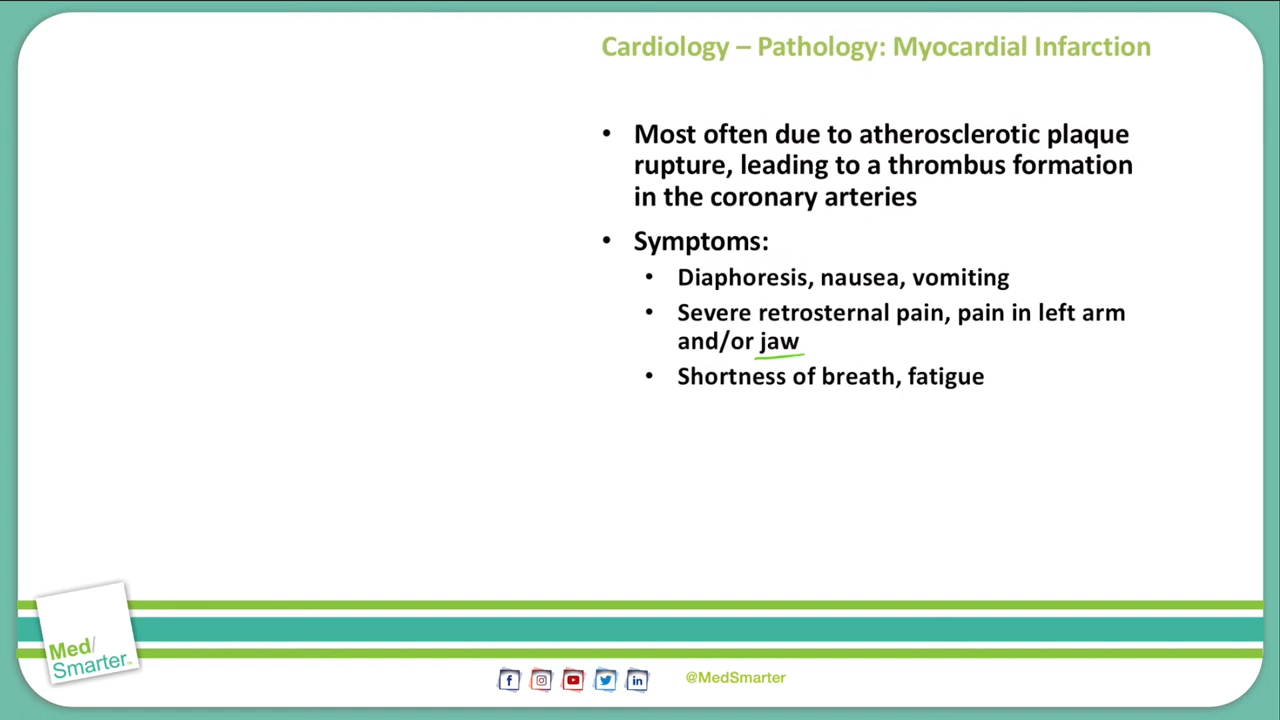 Cardiology – Pathology: Myocardial Infarction
• Most often due to atherosclerotic plaque
rupture, leading to a thrombus formation
in the coronary arteries
• Symptoms:
• Diaphoresis, nausea, vomiting
• Severe retrosternal pain, pain in left arm
and/or jaw
• Shortness of breath, fatigue
Med/
Smarter
@MedSmarter